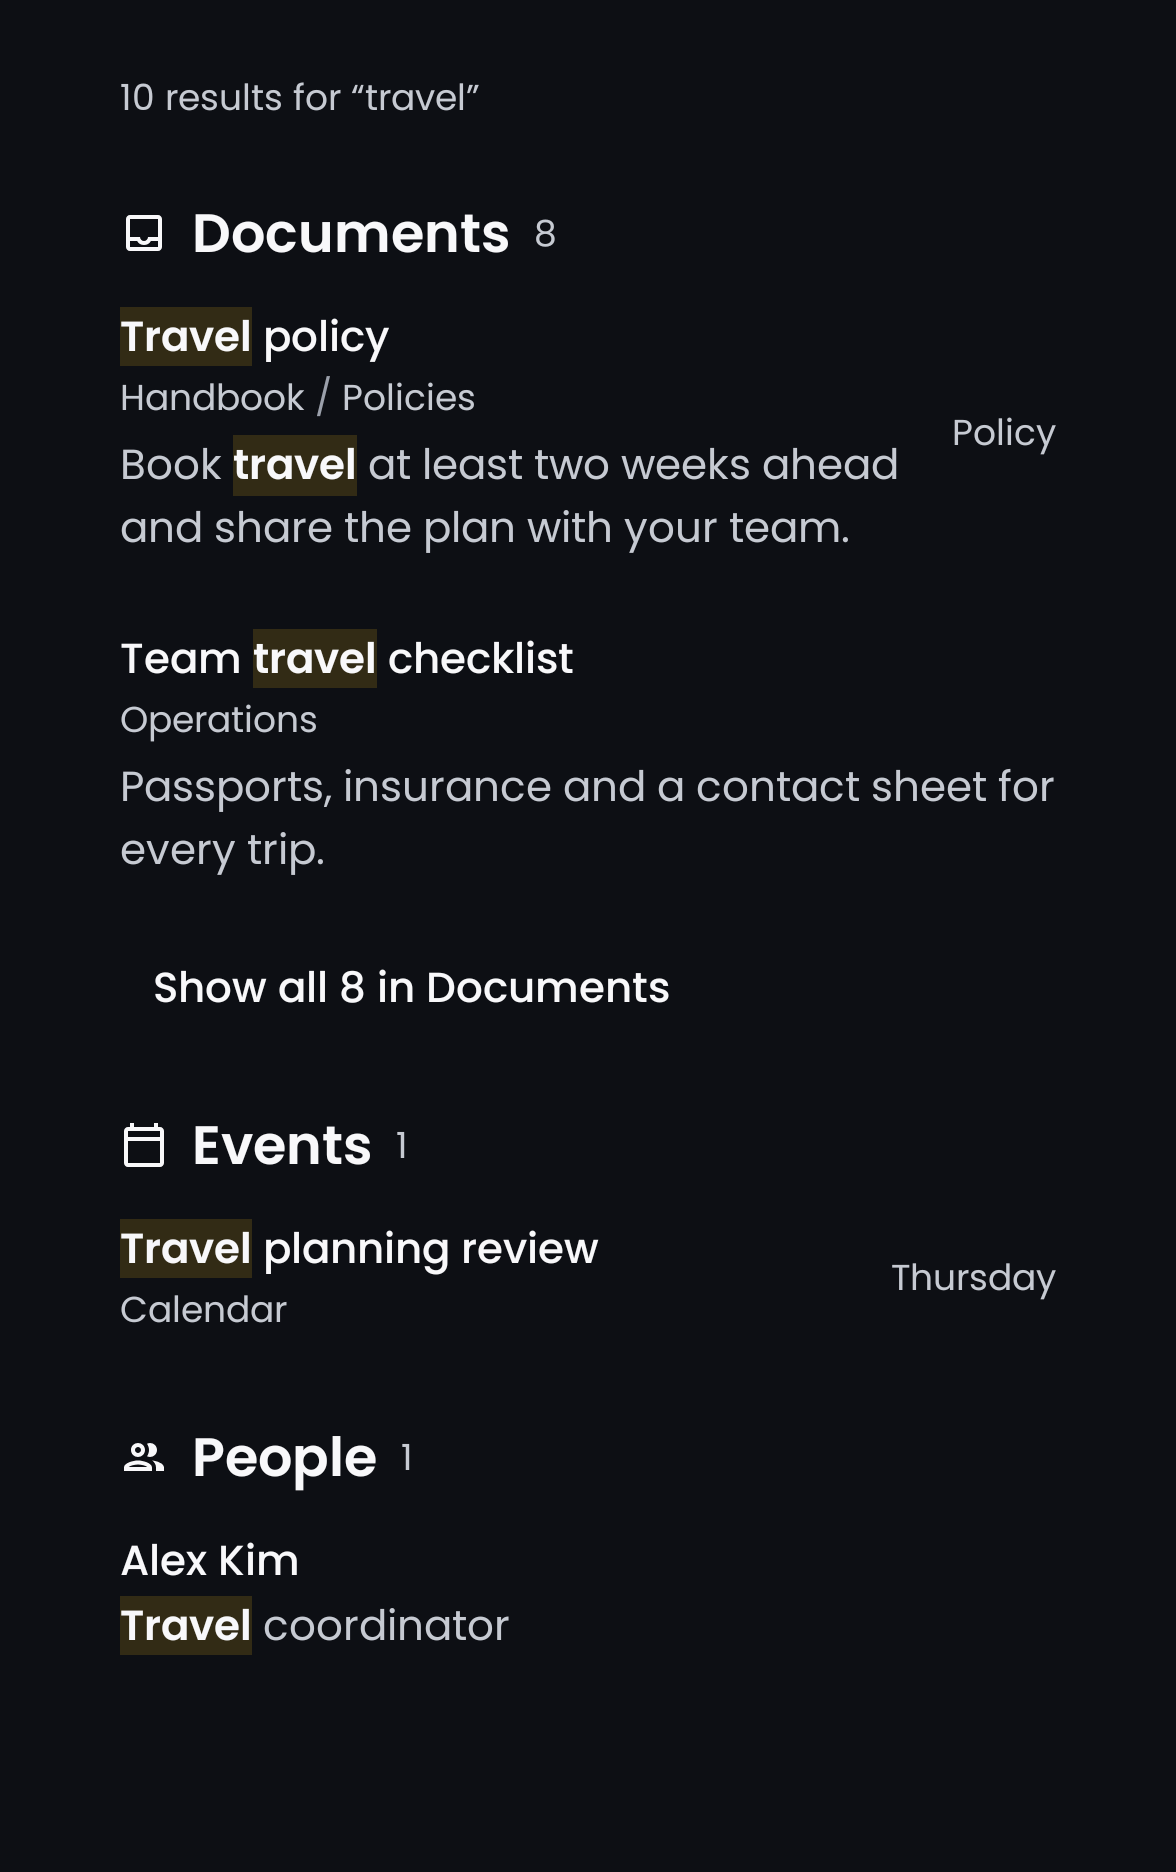 10 results for “travel”
Documents 8
Travel policy
Handbook / Policies
Policy
Book travel at least two weeks ahead
and share the plan with your team.
Team travel checklist
Operations
Passports, insurance and a contact sheet for
every trip.
Show all 8 in Documents
Events 1
Travel planning review
Thursday
Calendar
People 1
Alex Kim
Travel coordinator